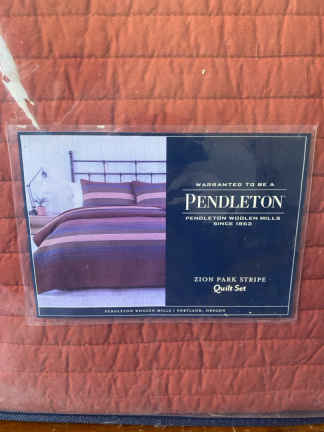 WARRANTED TO BE A
PENDLETON
PENDLETON WOOLEN MILLS
SINCE 1863
ZION PARK STRIPE
Quilt Set
PENDLETON WOOLEN MILLS | PORTLAND, OREGON